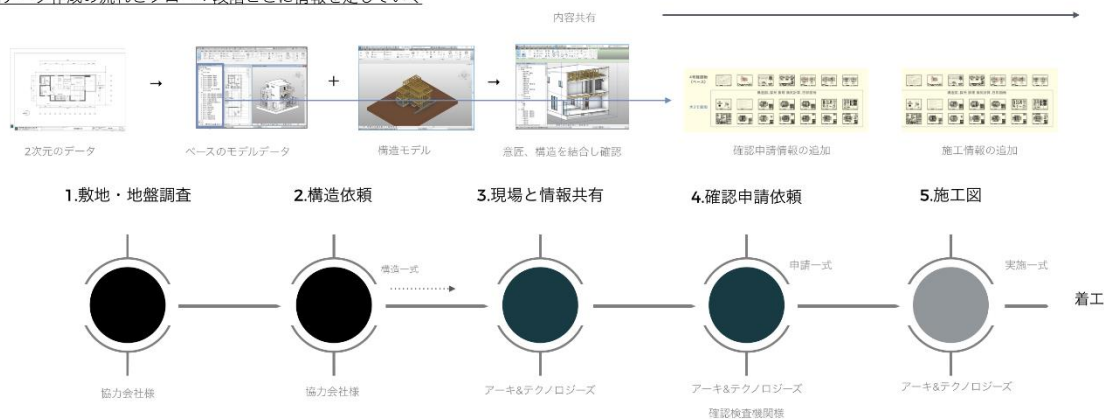 内容共有
→
+
→
2次元のデータ
ベースのモデルデータ
構造モデル
意匠、構造を結合し確認
確認申請情報の追加
施工情報の追加
1.敷地・地盤調査
2.構造依頼
3.現場と情報共有
4.確認申請依頼
5.施工図
構造一式
申請一式
実施一式
着工
協力会社様
協力会社様
アーキ&テクノロジーズ
アーキ&テクノロジーズ
確認検査機関様
アーキ&テクノロジーズ